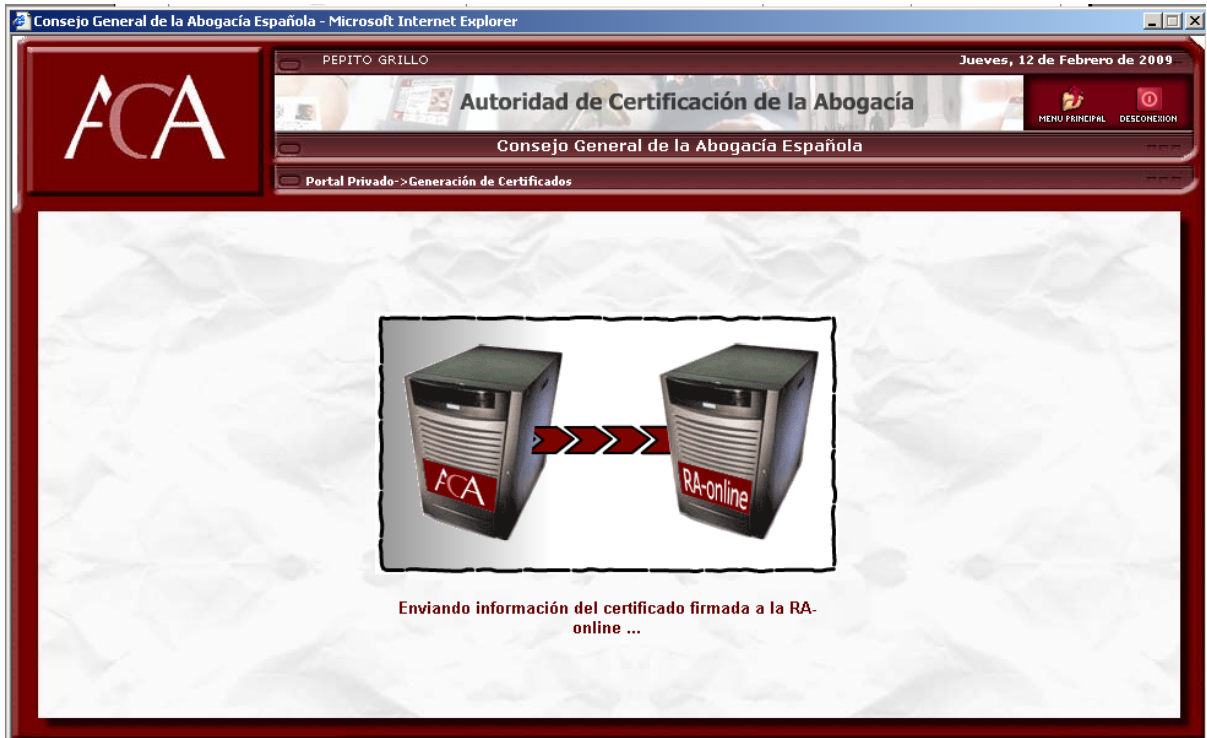 Consejo General de la Abogacía Española - Microsoft Internet Explorer
PEPITO GRILLO
Jueves, 12 de Febrero de 2009
ACA
Autoridad de Certificación de la Abogacía
MENU PRINCIPAL
DESCONEXION
Consejo General de la Abogacía Española
Portal Privado->Generación de Certificados
ACA
RA-online
Enviando información del certificado firmada a la RA-
online ...